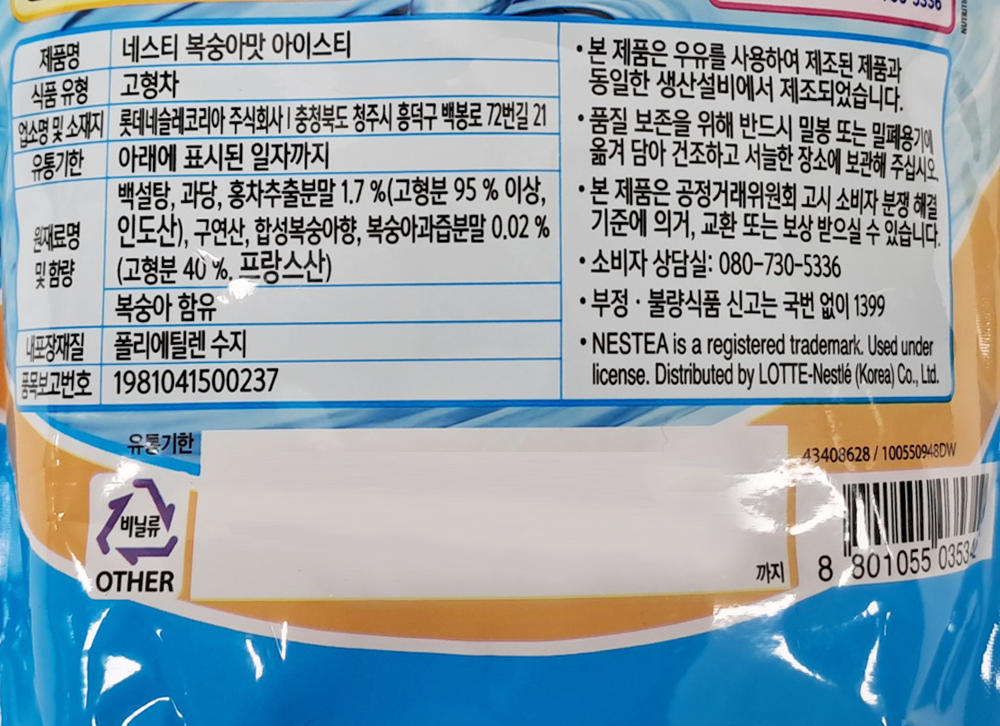 제품명 네스티 복숭아맛 아이스티
식품 유형 고형차
업소명 및 소재지 롯데네슬레코리아 주식회사 | 충청북도 청주시 흥덕구 백봉로 72번길 21
유통기한 아래에 표시된 일자까지
원재료명 및 함량
백설탕, 과당, 홍차추출분말 1.7 %(고형분 95 % 이상,
인도산), 구연산, 합성복숭아향, 복숭아과즙분말 0.02 %
(고형분 40 %, 프랑스산)
복숭아 함유
내포장재질 폴리에틸렌 수지
품목보고번호 1981041500237
• 본 제품은 우유를 사용하여 제조된 제품과
동일한 생산설비에서 제조되었습니다.
• 품질 보존을 위해 반드시 밀봉 또는 밀폐용기에
옮겨 담아 건조하고 서늘한 장소에 보관해 주십시오.
• 본 제품은 공정거래위원회 고시 소비자 분쟁 해결
기준에 의거, 교환 또는 보상 받으실 수 있습니다.
• 소비자 상담실: 080-730-5336
• 부정 · 불량식품 신고는 국번 없이 1399
• NESTEA is a registered trademark. Used under
license. Distributed by LOTTE-Nestlé (Korea) Co., Ltd.
유통기한
43408628 / 100550948DW
비닐류
OTHER
까지
8 801055 03534